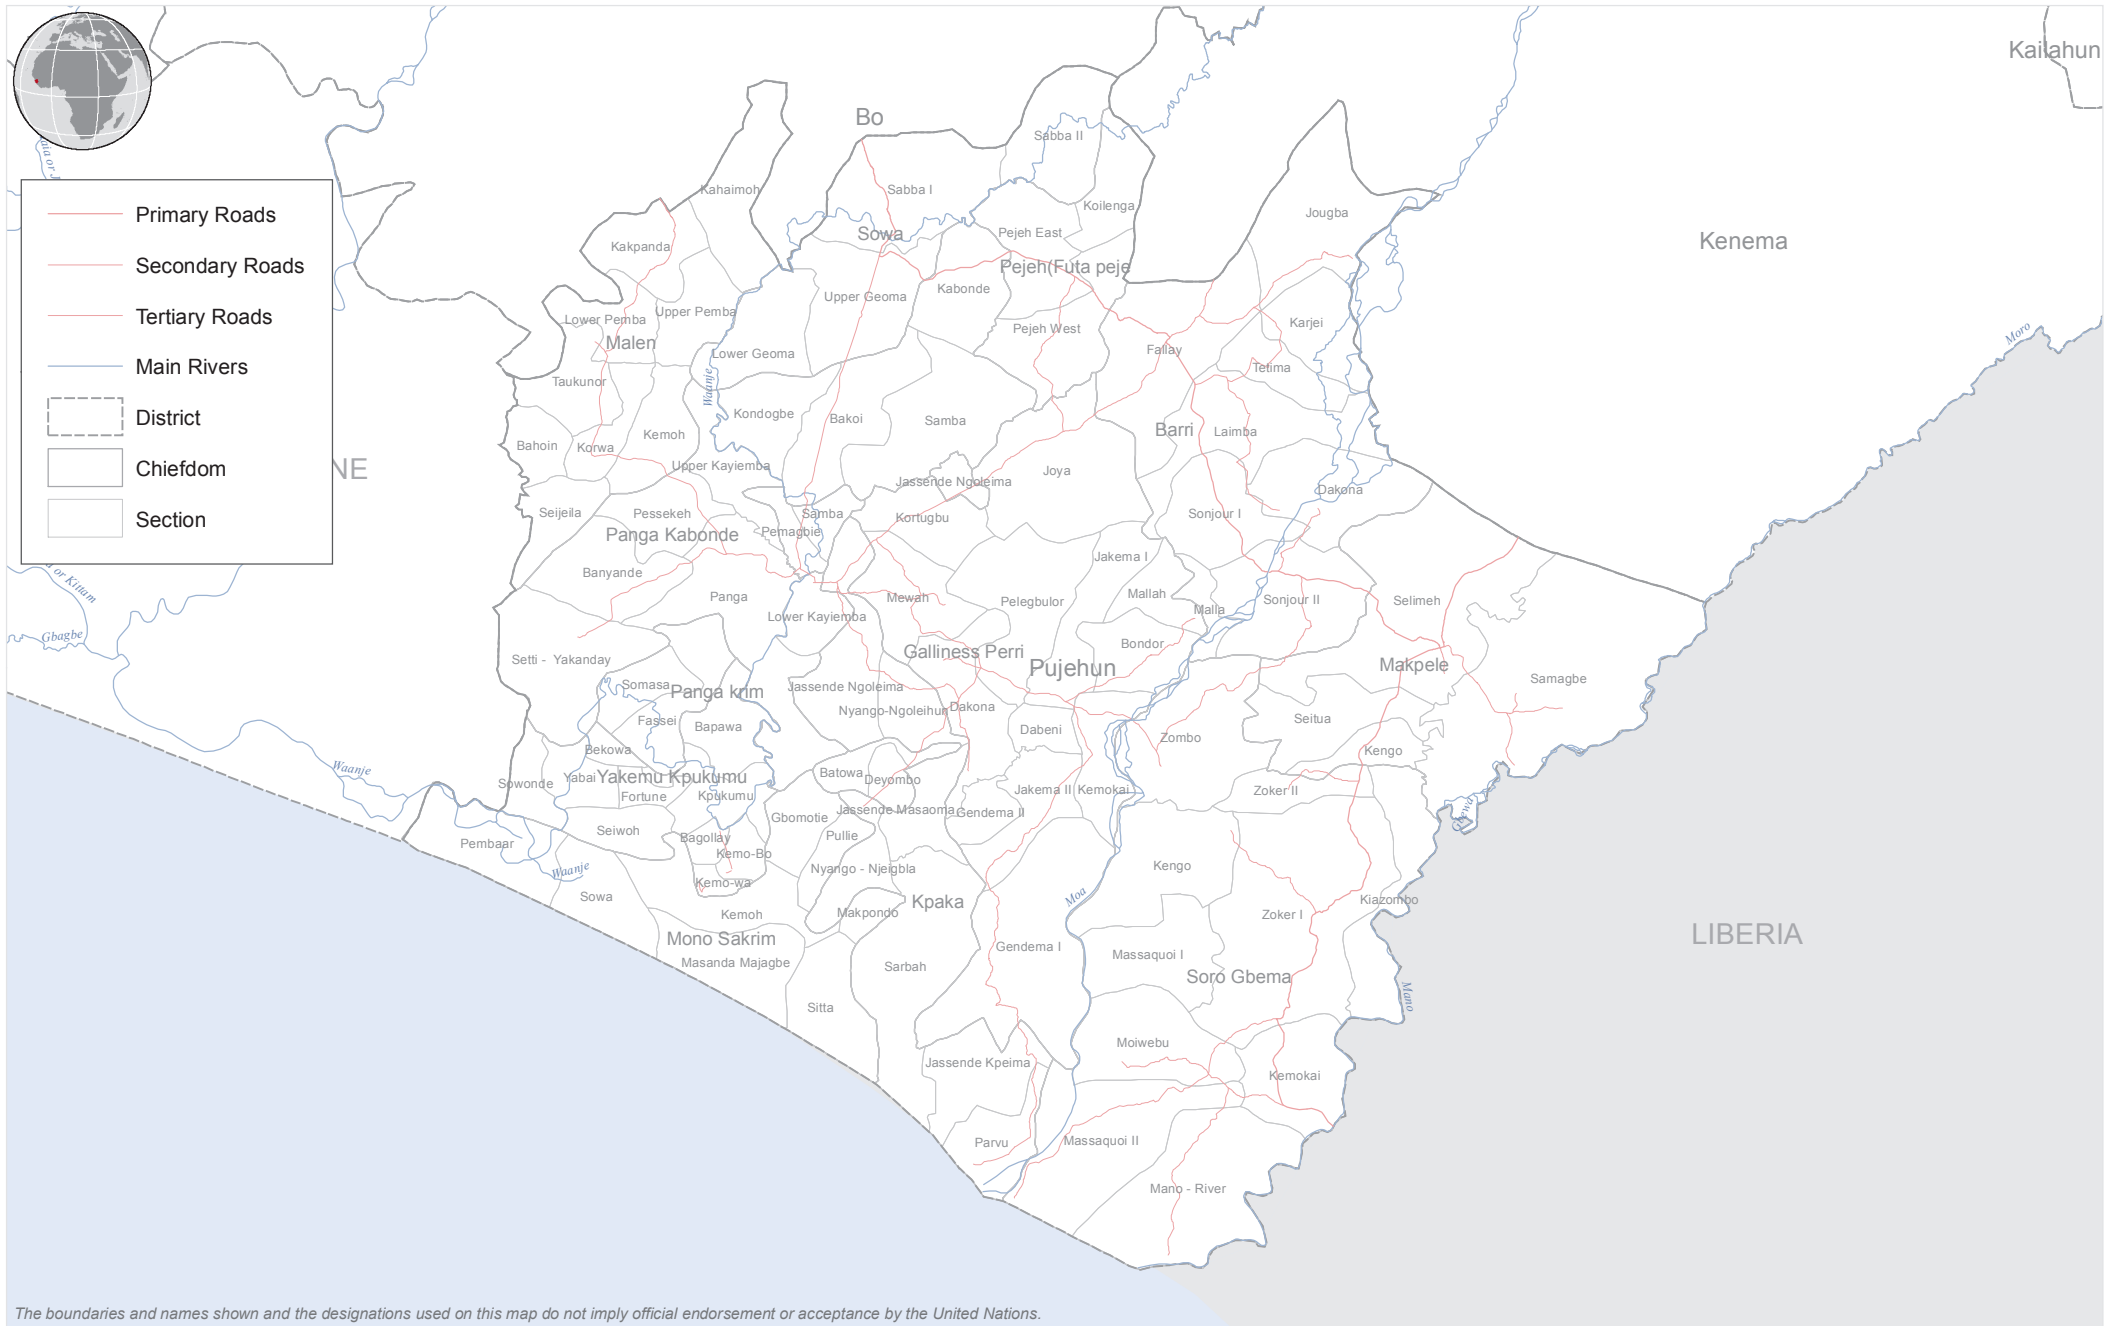 Kailahun
Bo
Sabba II
Kahaimoh
Sabba I
Koilenga
Jougba
Sowa
Pejeh East
Kenema
Kakpanda
Pejeh(Futa peje
Kabonde
Upper Geoma
Upper Pemba
Lower Pemba
Pejeh West
Karjei
Moro
Malen
Lower Geoma
Fallay
Tetima
Taukunor
Waanje
Kondogbe
Bakoi
Samba
Barri
Laimba
Kemoh
Bahoin
Korwa
Upper Kayiemba
Joya
Jassende Ngoleima
Dakona
Primary Roads
Secondary Roads
Tertiary Roads
Main Rivers
District
Chiefdom
Section
NE
Seijeila
Pessekeh
Samba
Pemagbie
Kortugbu
Sonjour I
Panga Kabonde
Jakema I
Banyande
Panga
Mewah
Pelegbulor
Mallah
Malla
Sonjour II
Selimeh
Lower Kayiemba
or Kittam
Gbagbe
Bondor
Galliness Perri
Pujehun
Makpele
Setti - Yakanday
Somasa
Panga krim
Jassende Ngoleima
Samagbe
Fassei
Bapawa
Nyango-Ngoleihun
Dakona
Dabeni
Seitua
Zombo
Bekowa
Kengo
Waanje
Sowonde
Yabai
Yakemu Kpukumu
Batowa
Deyombo
Fortune
Kpukumu
Jakema II
Kemokai
Zoker II
Gbomotie
Jassende Masaoma
Gendema II
Seiwoh
Bagollay
Pullie
Pembaar
Kemo-Bo
Waanje
Nyango - Njeigbla
Kengo
Kemo-wa
Sowa
Moa
Kiazombo
Kpaka
Kemoh
Makpondo
Zoker I
Mono Sakrim
Gendema I
LIBERIA
Masanda Majagbe
Sarbah
Massaquoi I
Soro Gbema
Mano
Sitta
Moiwebu
Jassende Kpeima
Kemokai
Parvu
Massaquoi II
Mano - River
The boundaries and names shown and the designations used on this map do not imply official endorsement or acceptance by the United Nations.